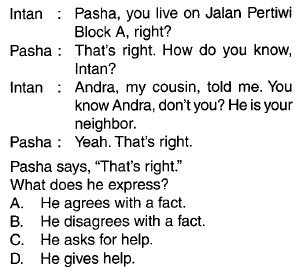 Intan : Pasha, you live on Jalan Pertiwi
Block A, right?
Pasha : That's right. How do you know,
Intan?
Intan : Andra, my cousin, told me. You
know Andra, don't you? He is your
neighbor.
Pasha : Yeah. That's right.
Pasha says, “That's right.”
What does he express?
A. He agrees with a fact.
B. He disagrees with a fact.
C. He asks for help.
D. He gives help.